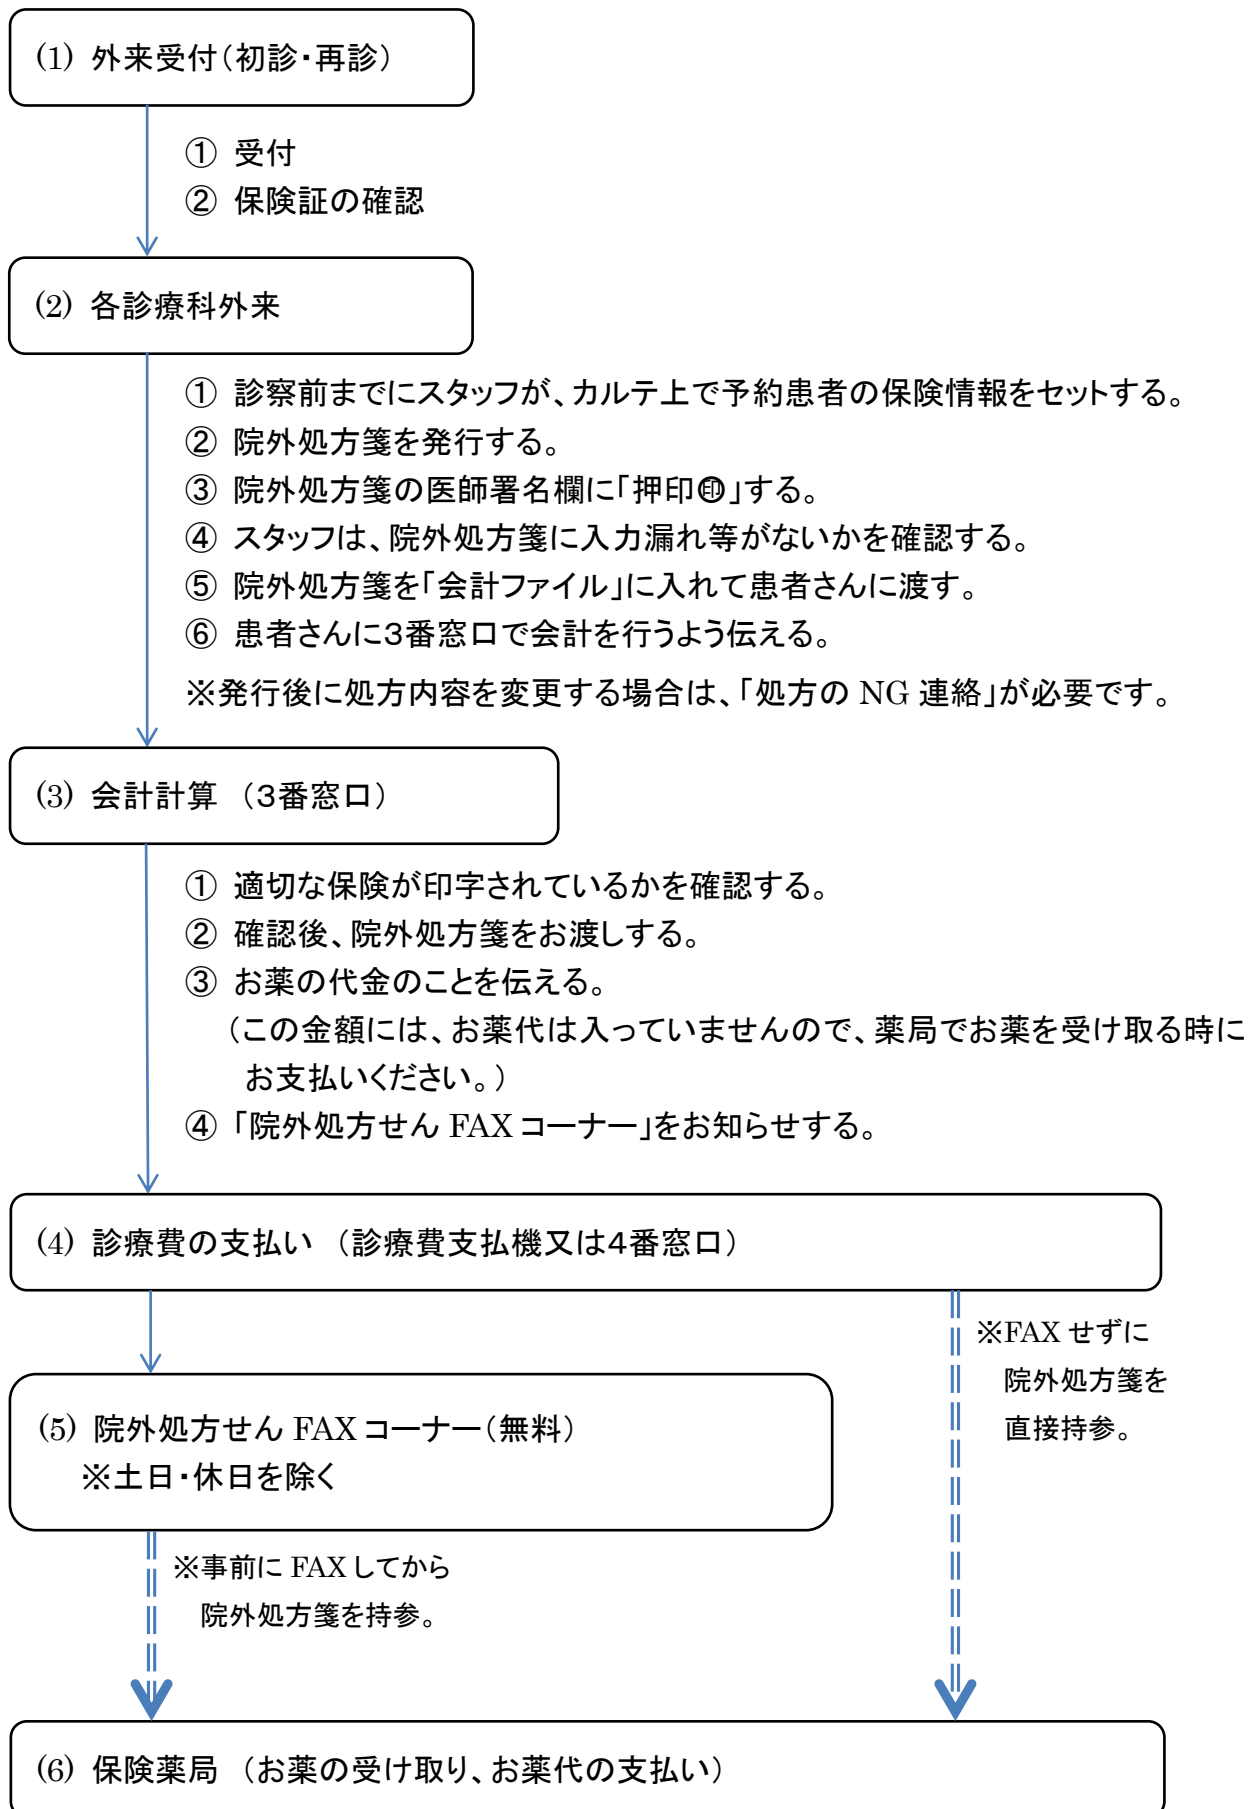 (1) 外来受付（初診・再診）
① 受付
② 保険証の確認
(2) 各診療科外来
① 診察前までにスタッフが、カルテ上で予約患者の保険情報をセットする。
② 院外処方箋を発行する。
③ 院外処方箋の医師署名欄に「押印㊞」する。
④ スタッフは、院外処方箋に入力漏れ等がないかを確認する。
⑤ 院外処方箋を「会計ファイル」に入れて患者さんに渡す。
⑥ 患者さんに３番窓口で会計を行うよう伝える。
※発行後に処方内容を変更する場合は、「処方の NG 連絡」が必要です。
(3) 会計計算 （３番窓口）
① 適切な保険が印字されているかを確認する。
② 確認後、院外処方箋をお渡しする。
③ お薬の代金のことを伝える。
（この金額には、お薬代は入っていませんので、薬局でお薬を受け取る時に
お支払いください。）
④ 「院外処方せん FAX コーナー」をお知らせする。
(4) 診療費の支払い （診療費支払機又は４番窓口）
※FAX せずに
院外処方箋を
直接持参。
(5) 院外処方せん FAX コーナー（無料）
※土日・休日を除く
※事前に FAX してから
院外処方箋を持参。
(6) 保険薬局 （お薬の受け取り、お薬代の支払い）